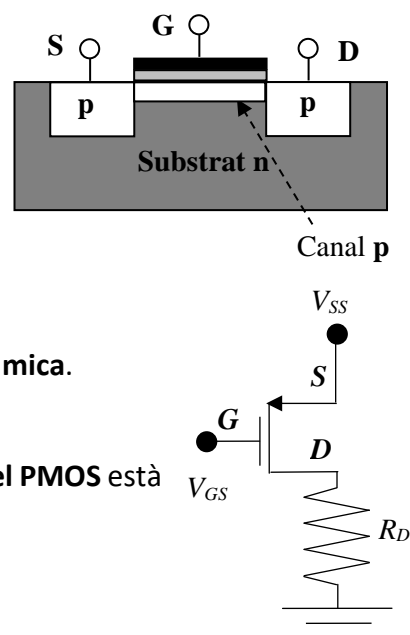 S G D
p p
Substrat n
Canal p
V_SS
mica.
S
G
el PMOS està
D
V_GS
R_D